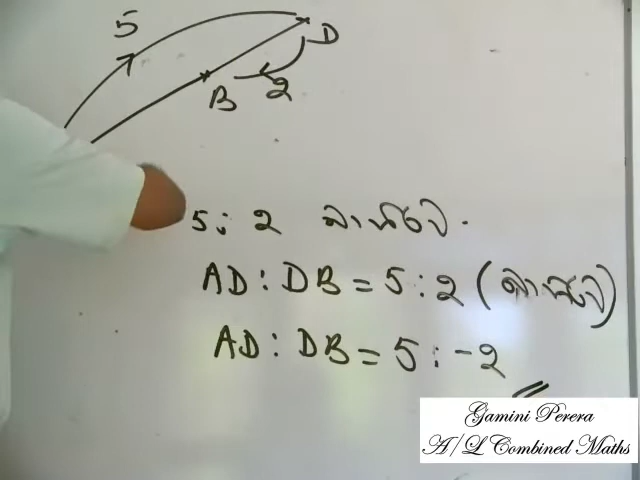 5
D
B 2
5 : 2 බාහිරව .
AD : DB = 5 : 2 (බාහිරව)
AD : DB = 5 : -2
Gamini Perera
A/L Combined Maths